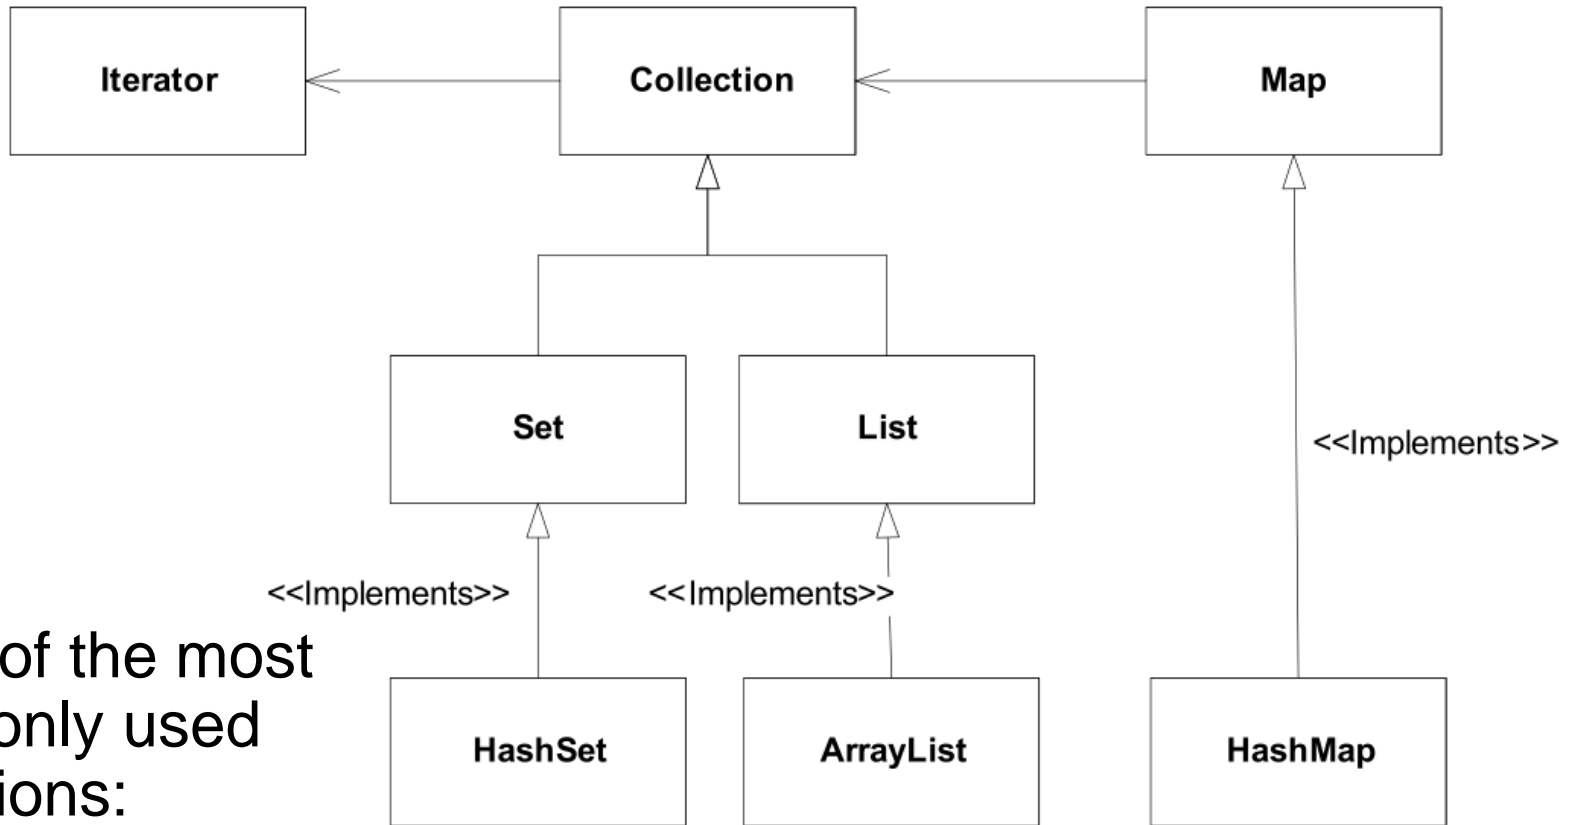 Iterator
Collection
Map
Set
List
<<Implements>>
<<Implements>>
<<Implements>>
of the most
only used
ions:
HashSet
ArrayList
HashMap